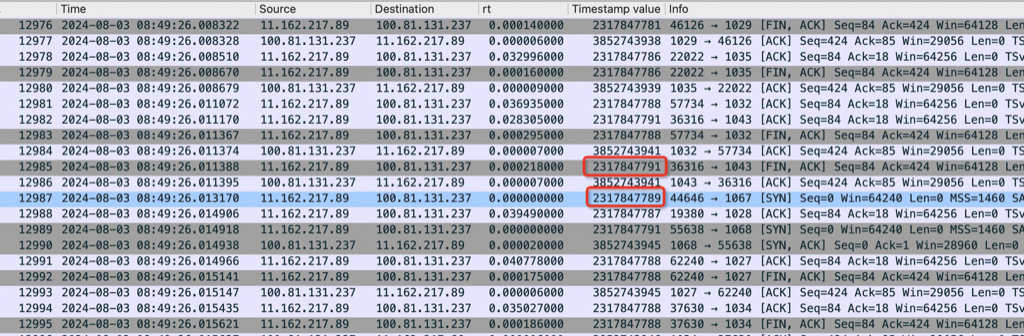 Time Source Destination rt Timestamp value Info
12976 2024-08-03 08:49:26.008322 11.162.217.89 100.81.131.237 0.000140000 2317847781 46126 → 1029 [FIN, ACK] Seq=84 Ack=424 Win=64128 Len=0
12977 2024-08-03 08:49:26.008328 100.81.131.237 11.162.217.89 0.000006000 3852743938 1029 → 46126 [ACK] Seq=424 Ack=85 Win=29056 Len=0 TS
12978 2024-08-03 08:49:26.008510 11.162.217.89 100.81.131.237 0.032996000 2317847786 22022 → 1035 [ACK] Seq=84 Ack=18 Win=64256 Len=0 TSv
12979 2024-08-03 08:49:26.008670 11.162.217.89 100.81.131.237 0.000160000 2317847786 22022 → 1035 [FIN, ACK] Seq=84 Ack=424 Win=64128 Len=
12980 2024-08-03 08:49:26.008679 100.81.131.237 11.162.217.89 0.000009000 3852743939 1035 → 22022 [ACK] Seq=424 Ack=85 Win=29056 Len=0 TS
12981 2024-08-03 08:49:26.011072 11.162.217.89 100.81.131.237 0.036935000 2317847788 57734 → 1032 [ACK] Seq=84 Ack=18 Win=64256 Len=0 TSv
12982 2024-08-03 08:49:26.011170 11.162.217.89 100.81.131.237 0.028305000 2317847791 36316 → 1043 [ACK] Seq=84 Ack=18 Win=64256 Len=0 TSv
12983 2024-08-03 08:49:26.011367 11.162.217.89 100.81.131.237 0.000295000 2317847788 57734 → 1032 [FIN, ACK] Seq=84 Ack=424 Win=64128 Len=
12984 2024-08-03 08:49:26.011374 100.81.131.237 11.162.217.89 0.000007000 3852743941 1032 → 57734 [ACK] Seq=424 Ack=85 Win=29056 Len=0 TS
12985 2024-08-03 08:49:26.011388 11.162.217.89 100.81.131.237 0.000218000 2317847791 36316 → 1043 [FIN, ACK] Seq=84 Ack=424 Win=64128 Len=
12986 2024-08-03 08:49:26.011395 100.81.131.237 11.162.217.89 0.000007000 3852743941 1043 → 36316 [ACK] Seq=424 Ack=85 Win=29056 Len=0 TS
12987 2024-08-03 08:49:26.013170 11.162.217.89 100.81.131.237 0.000000000 2317847789 44646 → 1067 [SYN] Seq=0 Win=64240 Len=0 MSS=1460 SA
12988 2024-08-03 08:49:26.014906 11.162.217.89 100.81.131.237 0.039490000 2317847787 19380 → 1028 [ACK] Seq=84 Ack=18 Win=64256 Len=0 TSv
12989 2024-08-03 08:49:26.014918 11.162.217.89 100.81.131.237 0.000000000 2317847791 55638 → 1068 [SYN] Seq=0 Win=64240 Len=0 MSS=1460 SA
12990 2024-08-03 08:49:26.014938 100.81.131.237 11.162.217.89 0.000020000 3852743945 1068 → 55638 [SYN, ACK] Seq=0 Ack=1 Win=28960 Len=0
12991 2024-08-03 08:49:26.014966 11.162.217.89 100.81.131.237 0.040778000 2317847788 62240 → 1027 [ACK] Seq=84 Ack=18 Win=64256 Len=0 TSv
12992 2024-08-03 08:49:26.015141 11.162.217.89 100.81.131.237 0.000175000 2317847788 62240 → 1027 [FIN, ACK] Seq=84 Ack=424 Win=64128 Len=
12993 2024-08-03 08:49:26.015147 100.81.131.237 11.162.217.89 0.000006000 3852743945 1027 → 62240 [ACK] Seq=424 Ack=85 Win=29056 Len=0 TS
12994 2024-08-03 08:49:26.015435 11.162.217.89 100.81.131.237 0.035027000 2317847788 37630 → 1034 [ACK] Seq=84 Ack=18 Win=64256 Len=0 TSv
12995 2024-08-03 08:49:26.015621 11.162.217.89 100.81.131.237 0.000186000 2317847788 37630 → 1034 [FIN, ACK] Seq=84 Ack=424 Win=64128 Len=